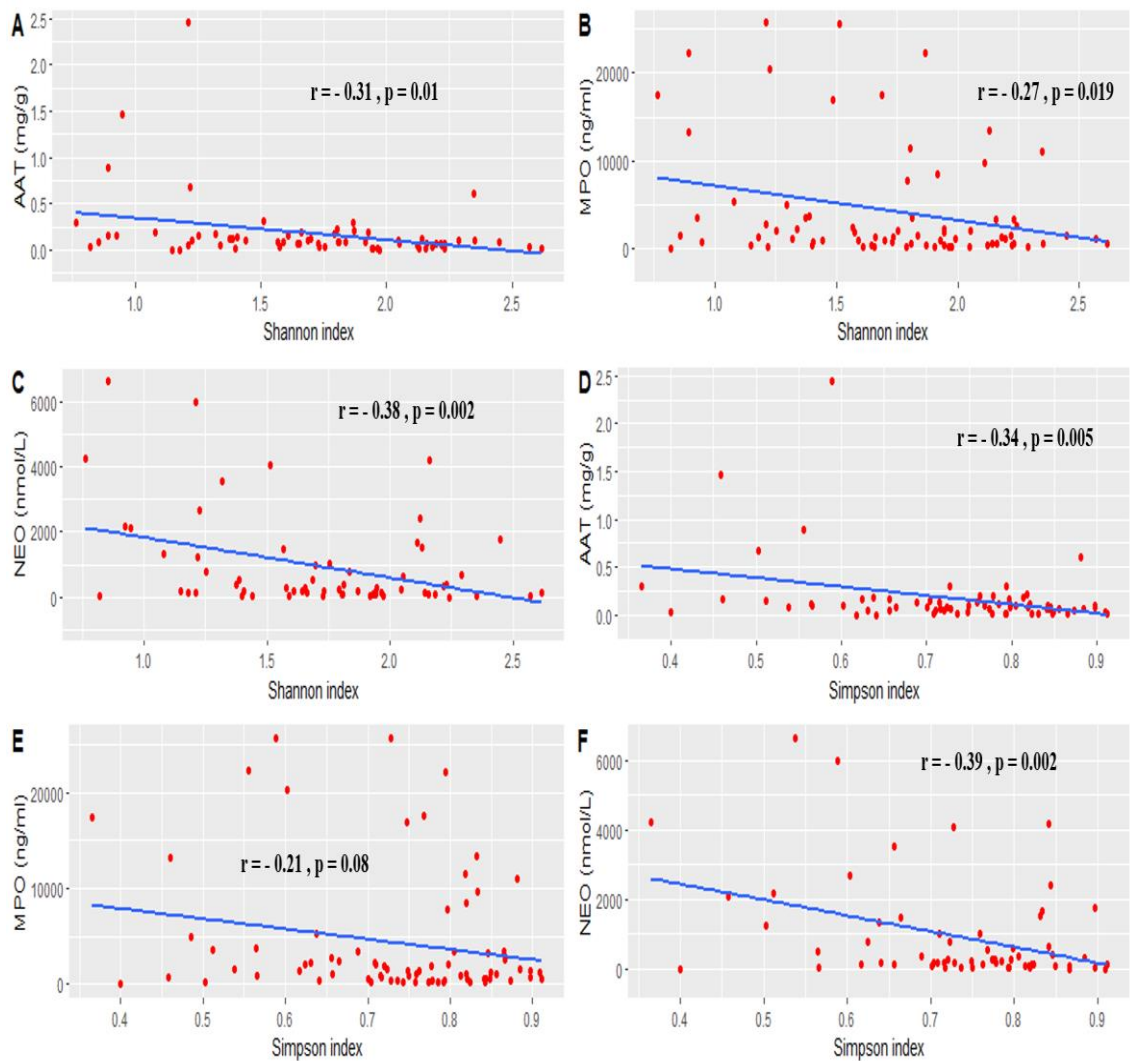 A
AAT (mg/g)
2.5
2.0
1.5
1.0
0.5
0.0
r = - 0.31 , p = 0.01
1.0 1.5 2.0 2.5
Shannon index
B
MPO (ng/ml)
20000
10000
0
r = - 0.27 , p = 0.019
1.0 1.5 2.0 2.5
Shannon index
C
NEO (nmol/L)
6000
4000
2000
0
r = - 0.38 , p = 0.002
1.0 1.5 2.0 2.5
Shannon index
D
AAT (mg/g)
2.5
2.0
1.5
1.0
0.5
0.0
r = - 0.34 , p = 0.005
0.4 0.5 0.6 0.7 0.8 0.9
Simpson index
E
MPO (ng/ml)
20000
10000
0
r = - 0.21 , p = 0.08
0.4 0.5 0.6 0.7 0.8 0.9
Simpson index
F
NEO (nmol/L)
6000
4000
2000
0
r = - 0.39 , p = 0.002
0.4 0.5 0.6 0.7 0.8 0.9
Simpson index